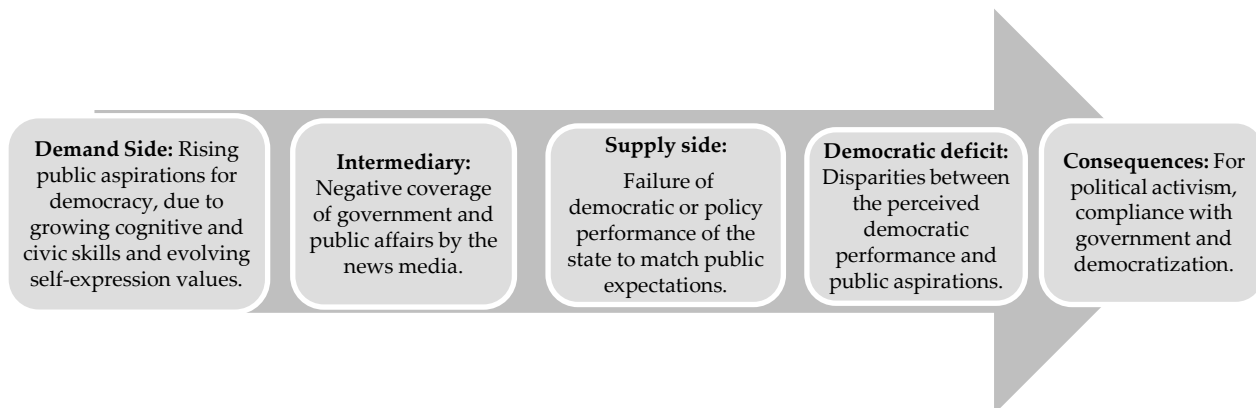 Demand Side: Rising
public aspirations for
democracy, due to
growing cognitive and
civic skills and evolving
self-expression values.
Intermediary:
Negative coverage
of government and
public affairs by the
news media.
Supply side:
Failure of
democratic or policy
performance of the
state to match public
expectations.
Democratic deficit:
Disparities between
the perceived
democratic
performance and
public aspirations.
Consequences: For
political activism,
compliance with
government and
democratization.